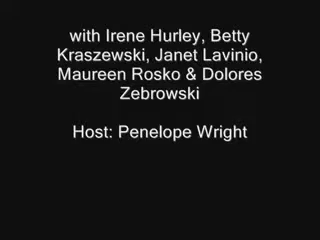 with Irene Hurley, Betty
Kraszewski, Janet Lavinio,
Maureen Rosko & Dolores
Zebrowski
Host: Penelope Wright